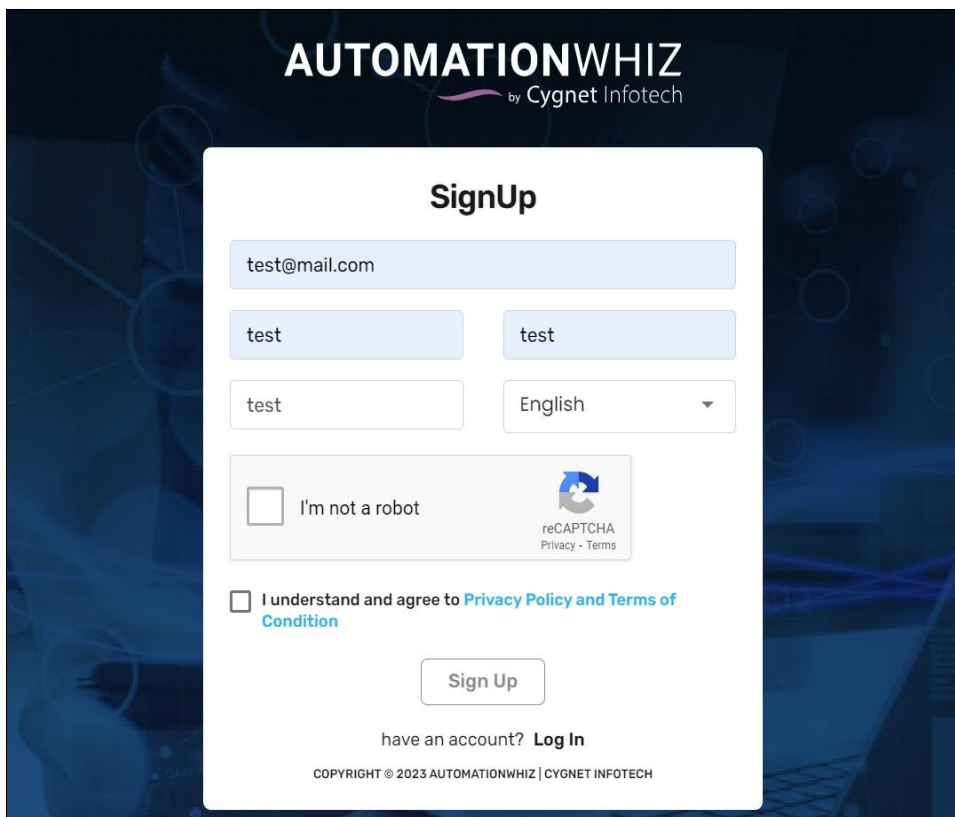 AUTOMATIONWHIZ
by Cygnet Infotech
SignUp
test@mail.com
test test
test English
I'm not a robot
reCAPTCHA
Privacy - Terms
I understand and agree to Privacy Policy and Terms of
Condition
Sign Up
have an account? Log In
COPYRIGHT © 2023 AUTOMATIONWHIZ | CYGNET INFOTECH